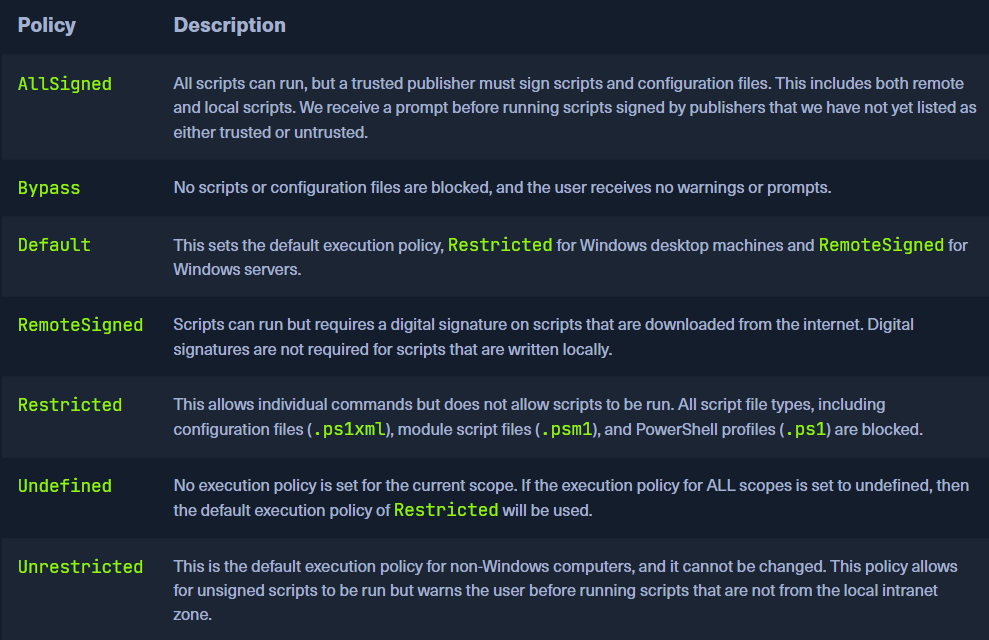 Policy Description
AllSigned All scripts can run, but a trusted publisher must sign scripts and configuration files. This includes both remote
and local scripts. We receive a prompt before running scripts signed by publishers that we have not yet listed as
either trusted or untrusted.
Bypass No scripts or configuration files are blocked, and the user receives no warnings or prompts.
Default This sets the default execution policy, Restricted for Windows desktop machines and RemoteSigned for
Windows servers.
RemoteSigned Scripts can run but requires a digital signature on scripts that are downloaded from the internet. Digital
signatures are not required for scripts that are written locally.
Restricted This allows individual commands but does not allow scripts to be run. All script file types, including
configuration files (.ps1xml), module script files (.psm1), and PowerShell profiles (.ps1) are blocked.
Undefined No execution policy is set for the current scope. If the execution policy for ALL scopes is set to undefined, then
the default execution policy of Restricted will be used.
Unrestricted This is the default execution policy for non-Windows computers, and it cannot be changed. This policy allows
for unsigned scripts to be run but warns the user before running scripts that are not from the local intranet
zone.